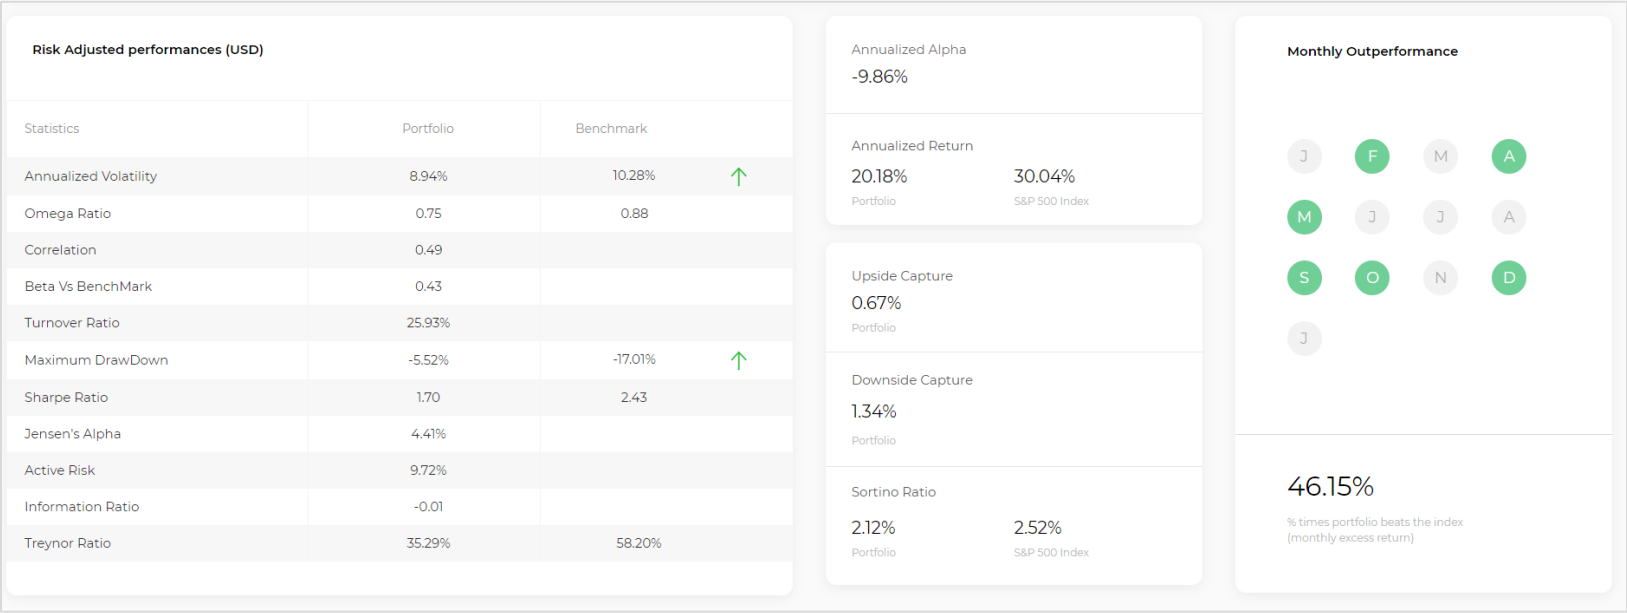 Risk Adjusted performances (USD)
Statistics Portfolio Benchmark
Annualized Volatility 8.94% 10.28%
Omega Ratio 0.75 0.88
Correlation 0.49
Beta Vs BenchMark 0.43
Turnover Ratio 25.93%
Maximum DrawDown -5.52% -17.01%
Sharpe Ratio 1.70 2.43
Jensen's Alpha 4.41%
Active Risk 9.72%
Information Ratio -0.01
Treynor Ratio 35.29% 58.20%
Annualized Alpha
-9.86%
Annualized Return
20.18% 30.04%
Portfolio S&P 500 Index
Upside Capture
0.67%
Portfolio
Downside Capture
1.34%
Portfolio
Sortino Ratio
2.12% 2.52%
Portfolio S&P 500 Index
Monthly Outperformance
J F M A
M J J A
S O N D
J
46.15%
% times portfolio beats the index
(monthly excess return)